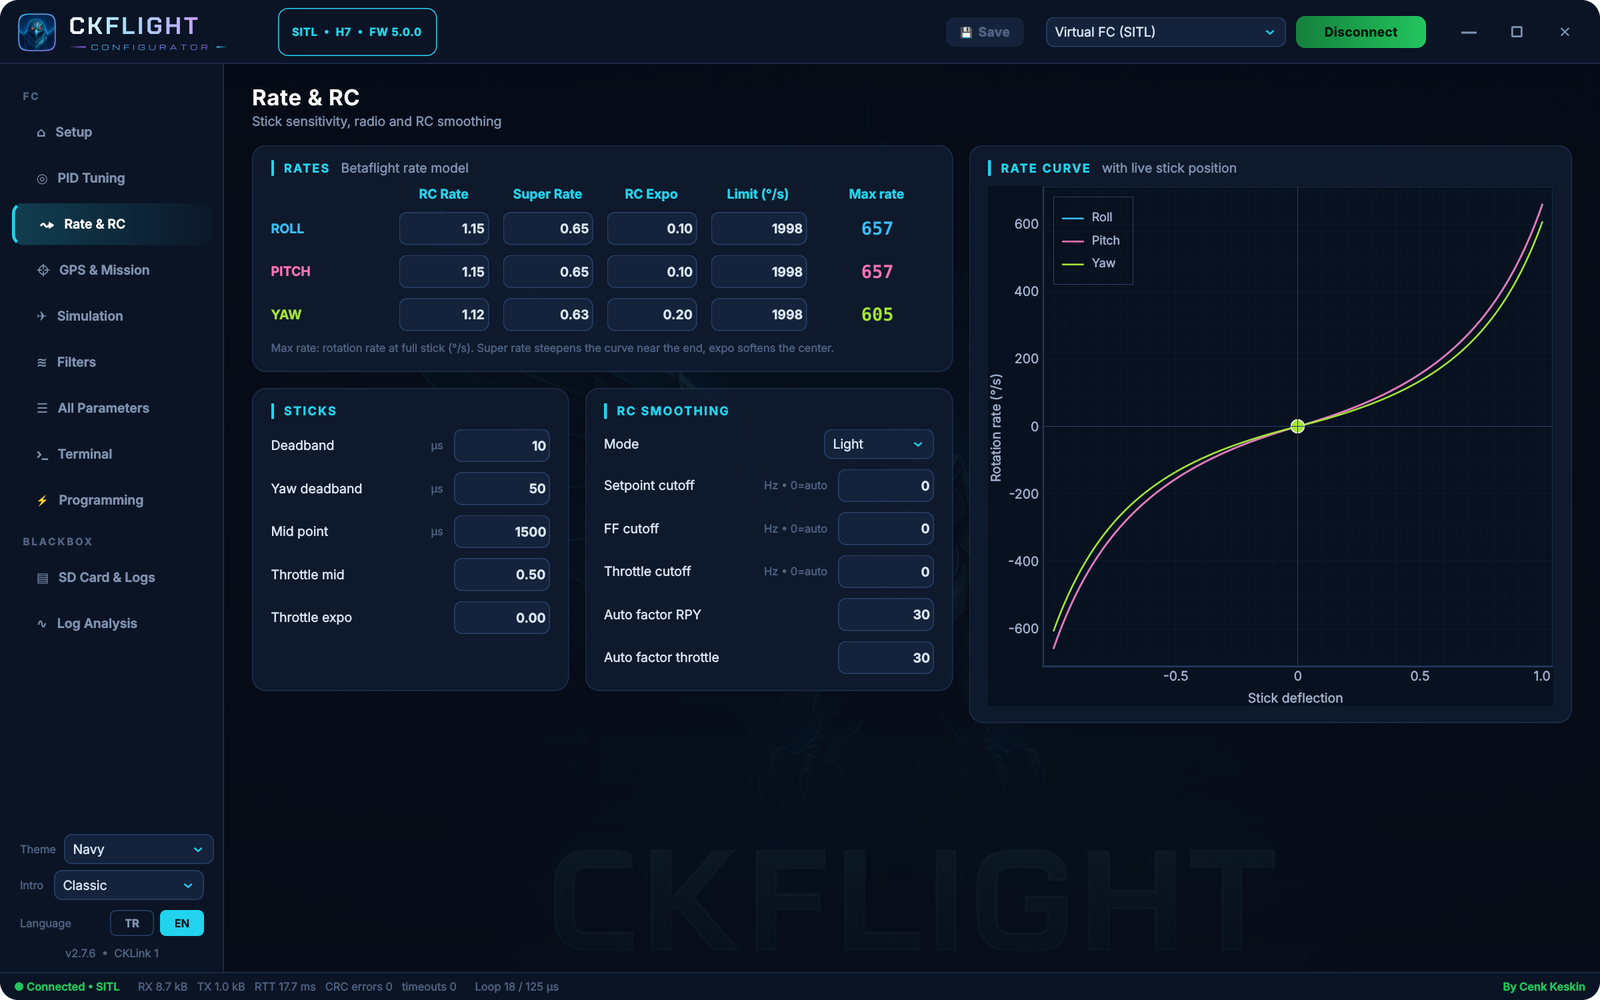 CKFLIGHT
CONFIGURATOR
SITL • H7 • FW 5.0.0
Save
Virtual FC (SITL)
Disconnect
FC
Setup
PID Tuning
Rate & RC
GPS & Mission
Simulation
Filters
All Parameters
Terminal
Programming
BLACKBOX
SD Card & Logs
Log Analysis
Theme Navy
Intro Classic
Language TR EN
v2.7.6 • CKLink 1
Rate & RC
Stick sensitivity, radio and RC smoothing
RATES Betaflight rate model
RC Rate Super Rate RC Expo Limit (°/s) Max rate
ROLL 1.15 0.65 0.10 1998 657
PITCH 1.15 0.65 0.10 1998 657
YAW 1.12 0.63 0.20 1998 605
Max rate: rotation rate at full stick (°/s). Super rate steepens the curve near the end, expo softens the center.
STICKS
Deadband µs 10
Yaw deadband µs 50
Mid point µs 1500
Throttle mid 0.50
Throttle expo 0.00
RC SMOOTHING
Mode Light
Setpoint cutoff Hz • 0=auto 0
FF cutoff Hz • 0=auto 0
Throttle cutoff Hz • 0=auto 0
Auto factor RPY 30
Auto factor throttle 30
RATE CURVE with live stick position
Roll
Pitch
Yaw
600
400
200
0
-200
-400
-600
Rotation rate (°/s)
-0.5 0 0.5 1.0
Stick deflection
CKFLIGHT
Connected • SITL RX 8.7 kB TX 1.0 kB RTT 17.7 ms CRC errors 0 timeouts 0 Loop 18 / 125 µs
By Cenk Keskin